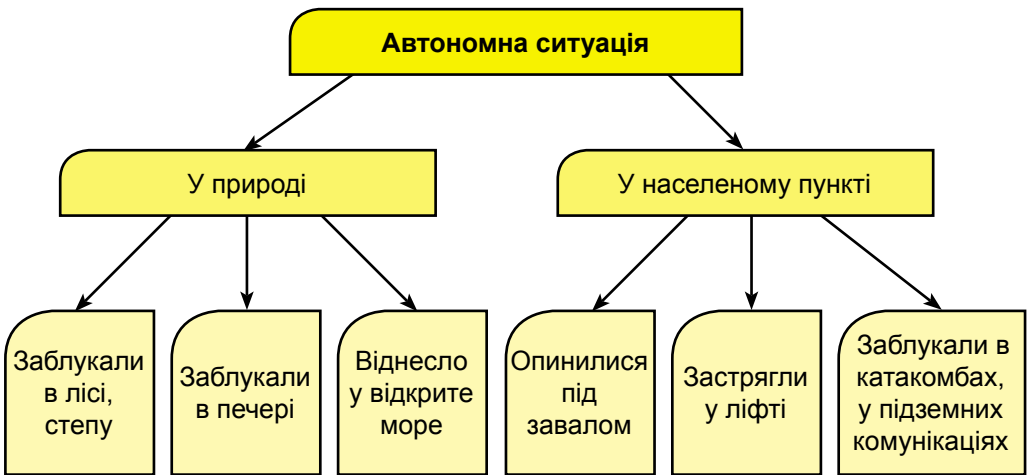 Автономна ситуація
У природі
У населеному пункті
Заблукали
в лісі,
степу
Заблукали
в печері
Віднесло
у відкрите
море
Опинилися
під
завалом
Застрягли
у ліфті
Заблукали в
катакомбах,
у підземних
комунікаціях